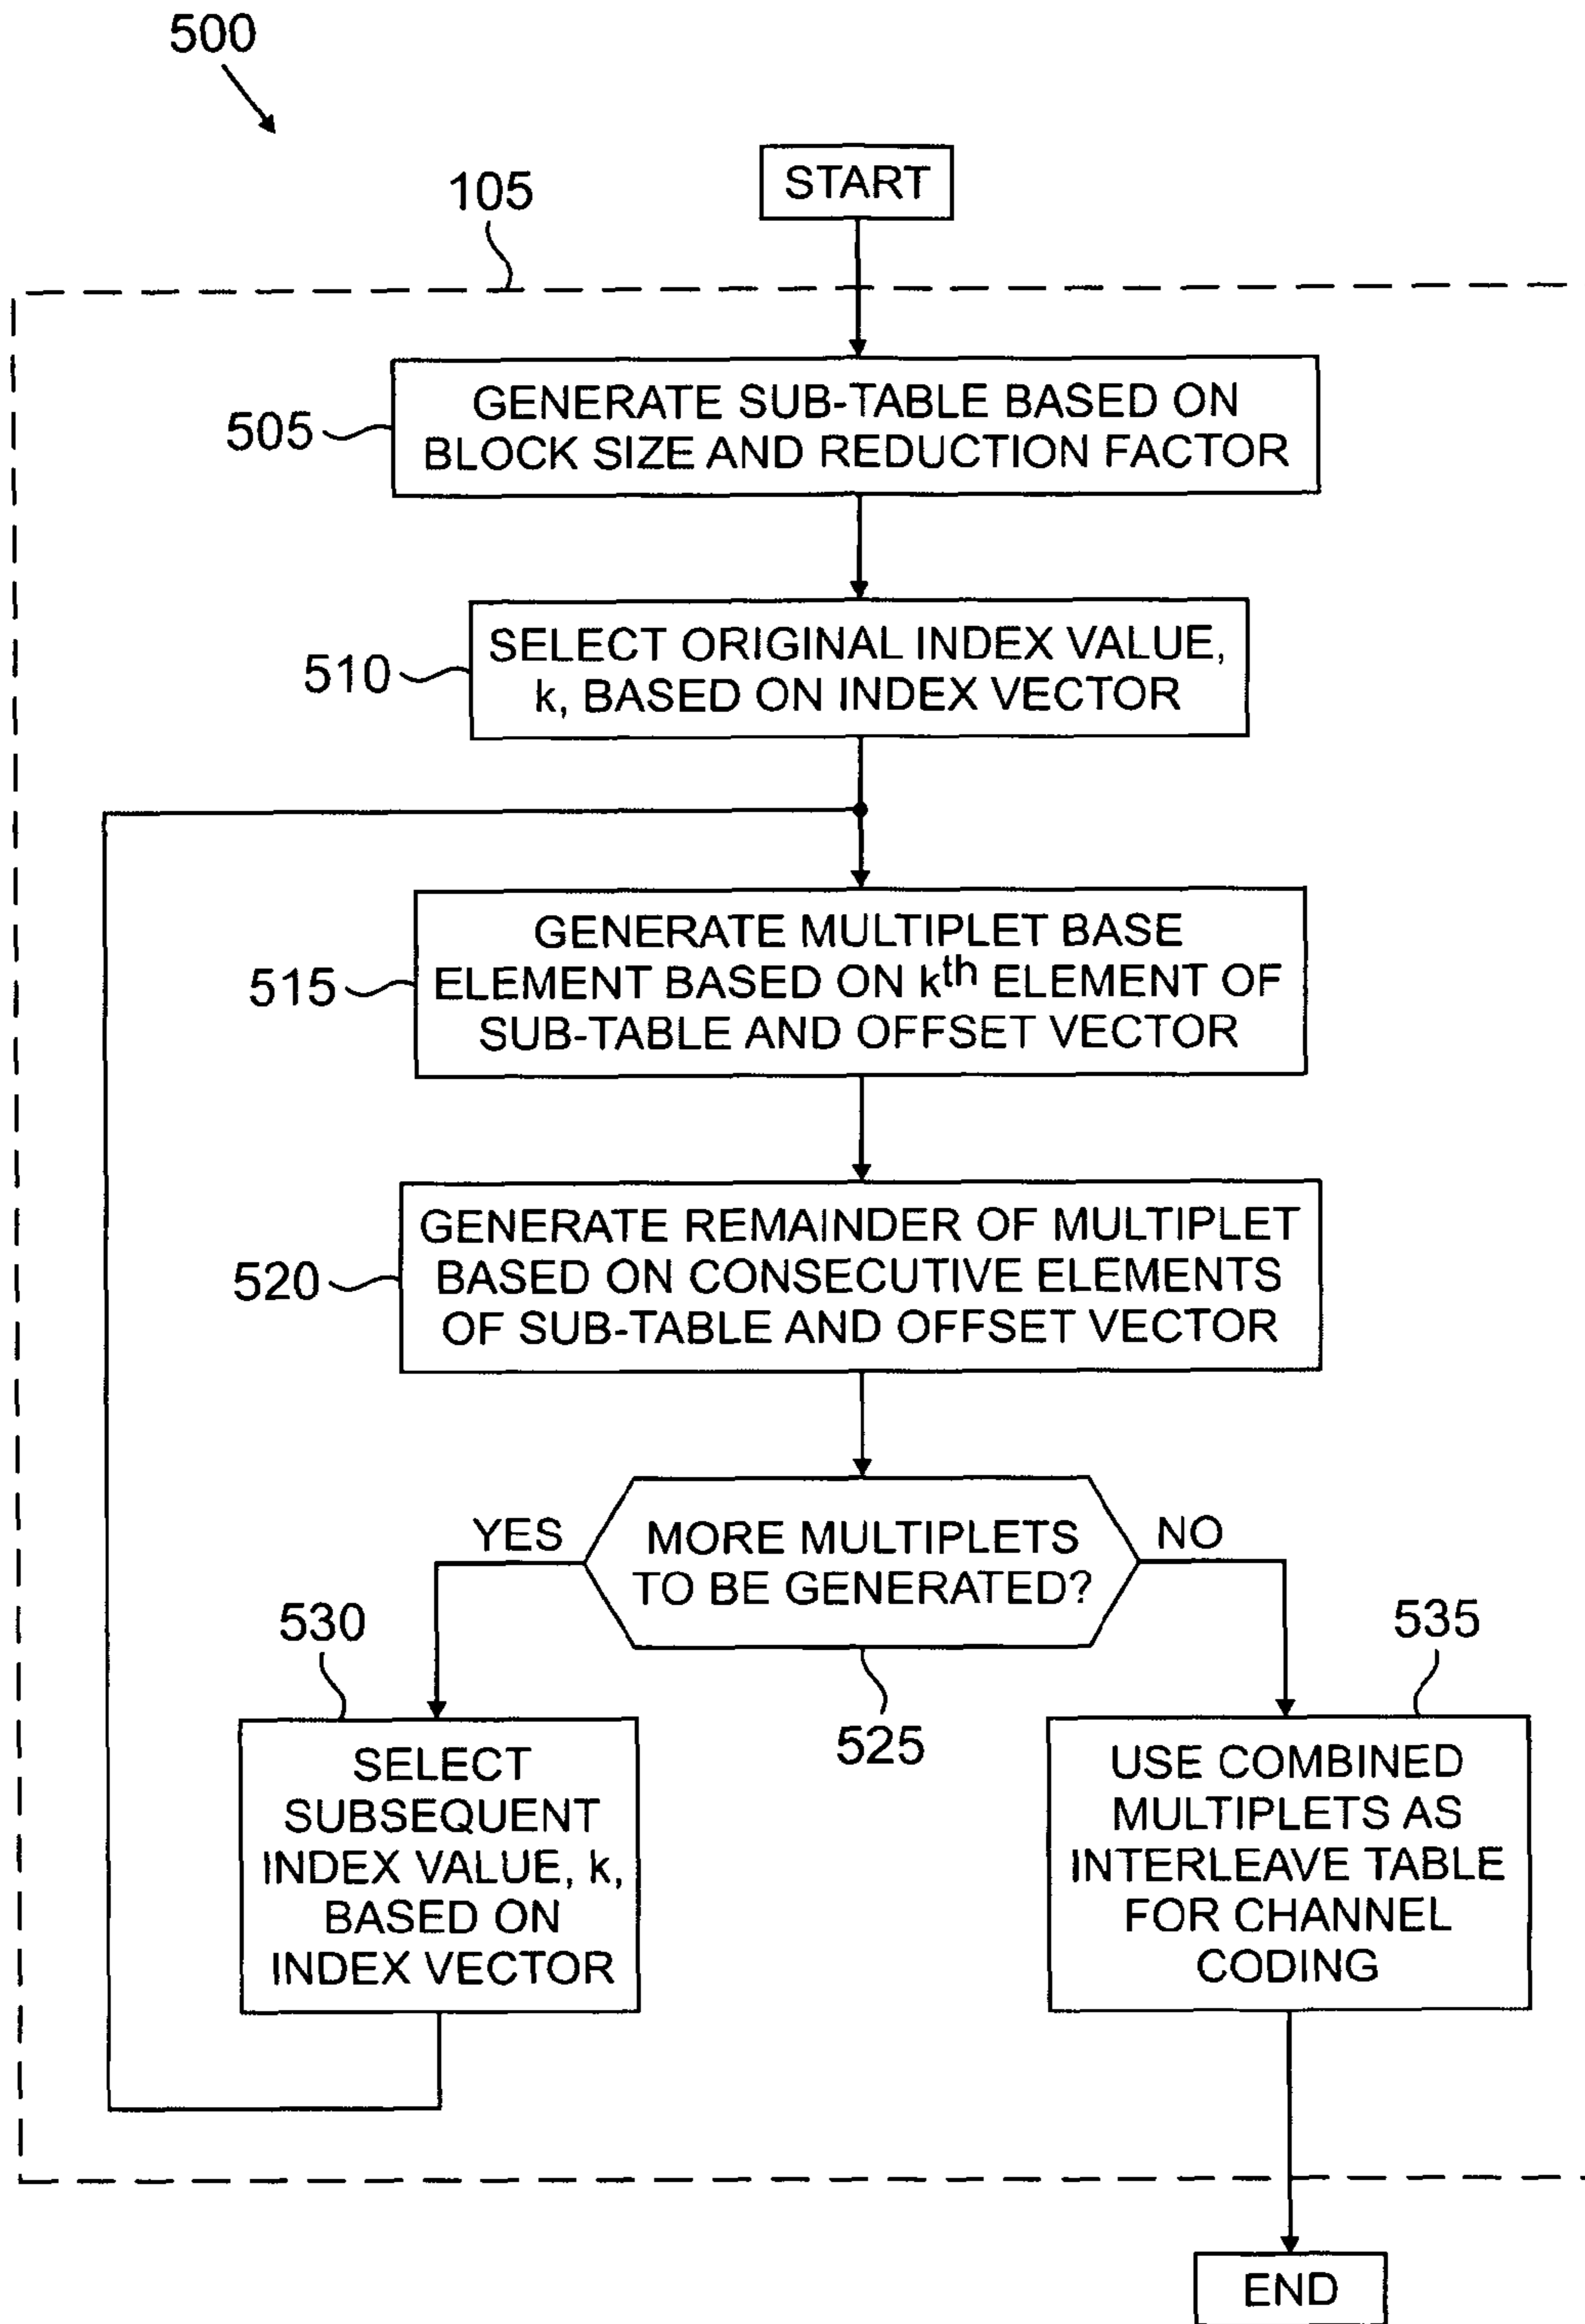 500
START
105
GENERATE SUB-TABLE BASED ON
BLOCK SIZE AND REDUCTION FACTOR
505
SELECT ORIGINAL INDEX VALUE,
k, BASED ON INDEX VECTOR
510
GENERATE MULTIPLET BASE
ELEMENT BASED ON kth ELEMENT OF
SUB-TABLE AND OFFSET VECTOR
515
GENERATE REMAINDER OF MULTIPLET
BASED ON CONSECUTIVE ELEMENTS
OF SUB-TABLE AND OFFSET VECTOR
520
YES
MORE MULTIPLETS
TO BE GENERATED?
NO
525
530
SELECT
SUBSEQUENT
INDEX VALUE, k,
BASED ON
INDEX VECTOR
535
USE COMBINED
MULTIPLETS AS
INTERLEAVE TABLE
FOR CHANNEL
CODING
END